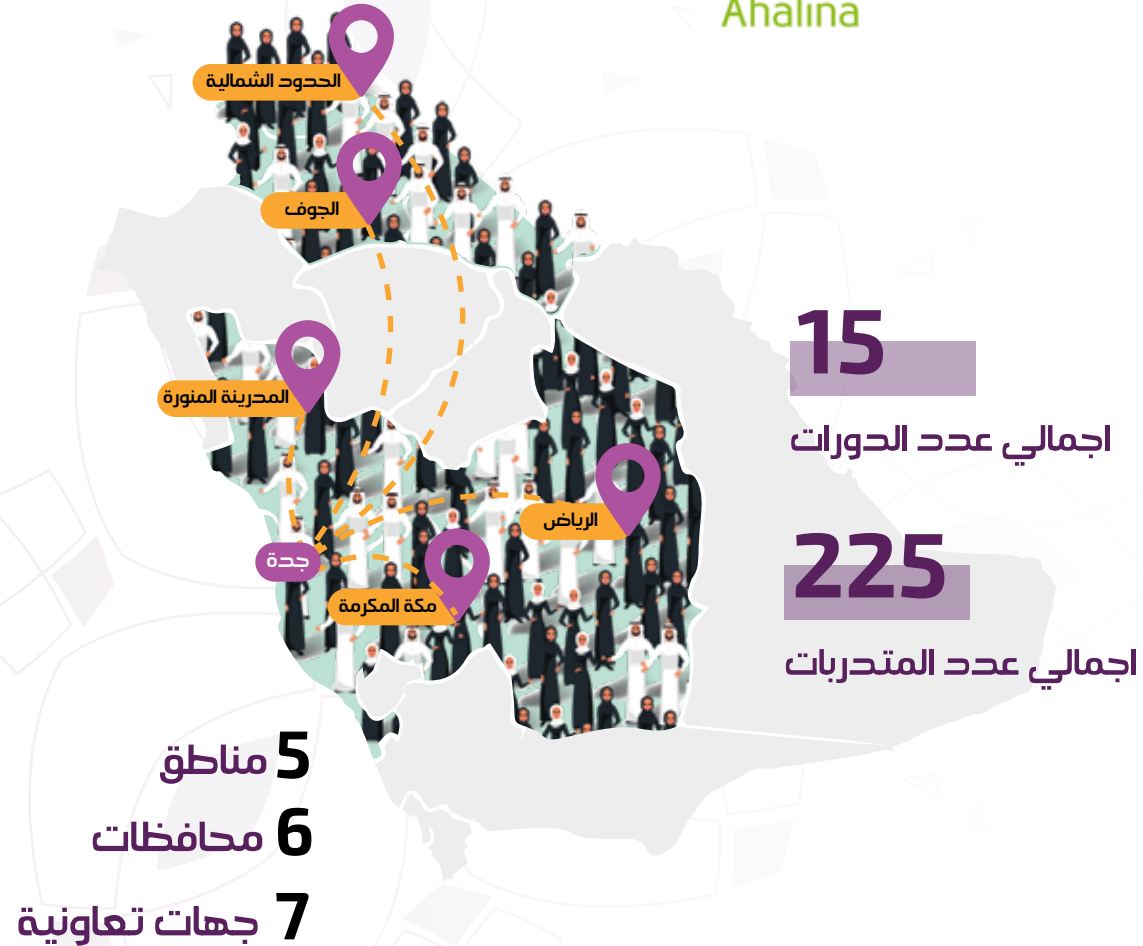 Ahalina
الحدود الشمالية
الجوف
المدرينة المنورة
الرياض
جدة
مكة المكرمة
15
اجمالي عدد الدورات
225
اجمالي عدد المتدربات
5 مناطق
6 محافظات
7 جهات تعاونية